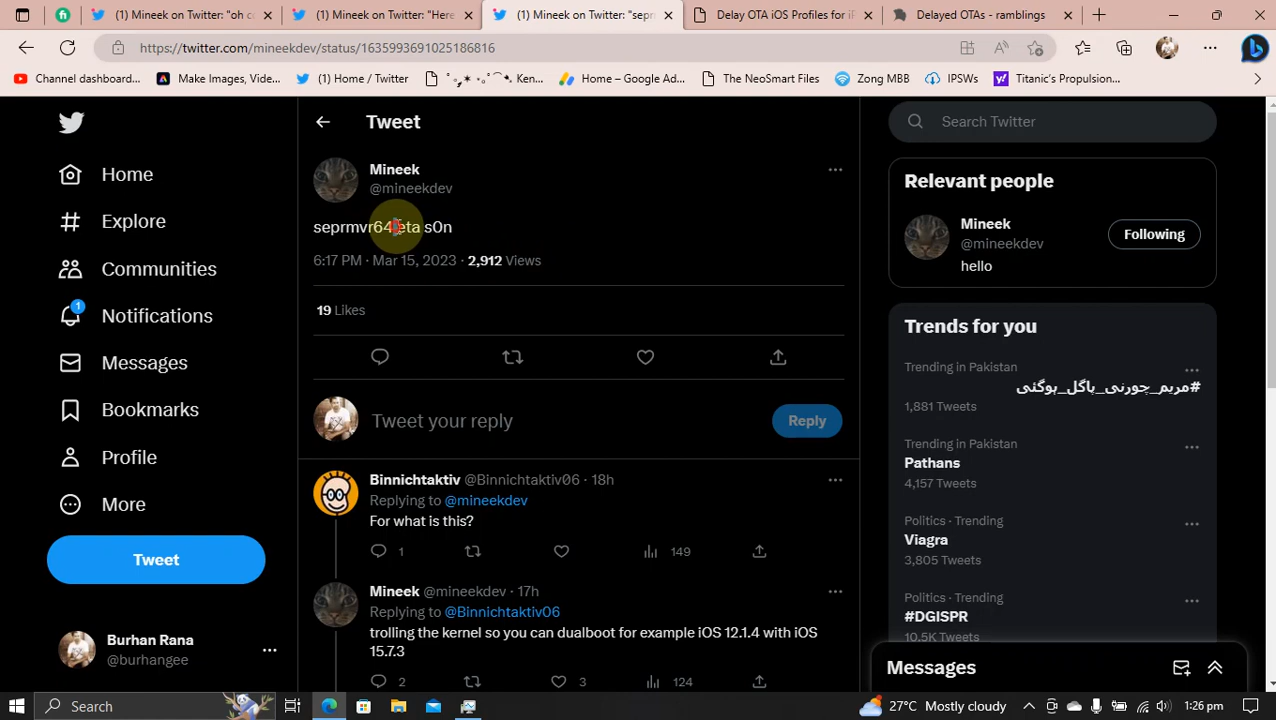 (1) Mineek on Twitter: "oh c
(1) Mineek on Twitter: "Here
(1) Mineek on Twitter: "sepr
Delay OTA iOS Profiles for iP
Delayed OTAs - ramblings
https://twitter.com/mineekdev/status/1635993691025186816
Channel dashboard...
Make Images, Vide...
(1) Home / Twitter
Ken...
Home – Google Ad...
The NeoSmart Files
Zong MBB
IPSWs
Titanic's Propulsion...
Home
Explore
Communities
1
Notifications
Messages
Bookmarks
Profile
More
Tweet
Burhan Rana
@burhangee
Tweet
Mineek
@mineekdev
seprmvr64 eta s0n
6:17 PM · Mar 15, 2023 · 2,912 Views
19 Likes
Tweet your reply
Reply
Binnichtaktiv @Binnichtaktiv06 · 18h
Replying to @mineekdev
For what is this?
1
149
Mineek @mineekdev · 17h
Replying to @Binnichtaktiv06
trolling the kernel so you can dualboot for example iOS 12.1.4 with iOS
15.7.3
2
3
124
Search Twitter
Relevant people
Mineek
@mineekdev
Following
hello
Trends for you
Trending in Pakistan
#مریم_چورنی_پاگل_ہوگئی
1,881 Tweets
Trending in Pakistan
Pathans
4,157 Tweets
Politics · Trending
Viagra
3,805 Tweets
Politics · Trending
#DGISPR
10.5K Tweets
Messages
Search
27°C Mostly cloudy
1:26 pm